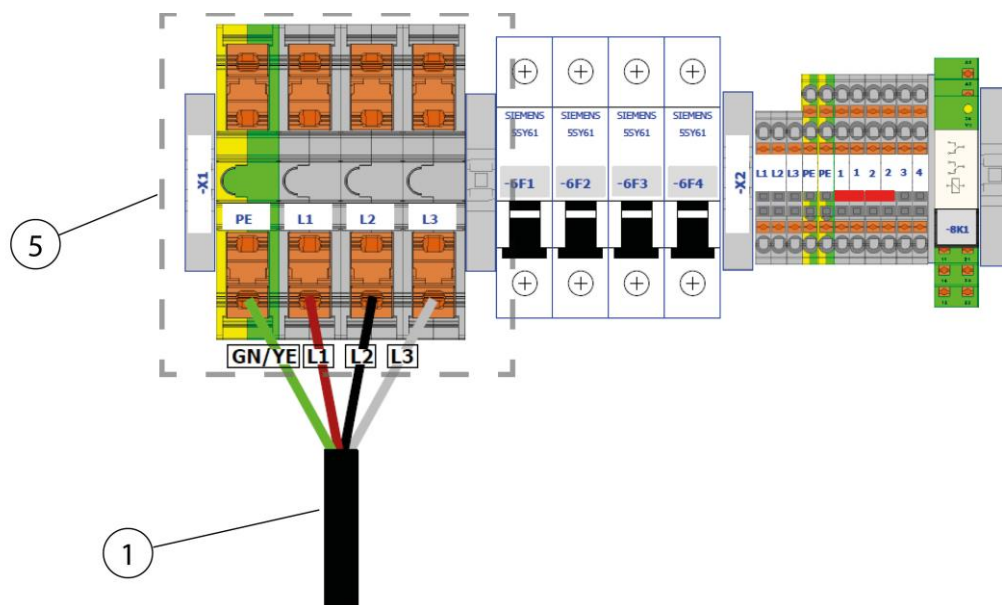 -X1
PE L1 L2 L3
GN/YE L1 L2 L3
5
1
SIEMENS SIEMENS SIEMENS SIEMENS
5SY61 5SY61 5SY61 5SY61
-6F1 -6F2 -6F3 -6F4
-X2
L1 L2 L3 PE PE 1 1 2 2 3 4
-8K1